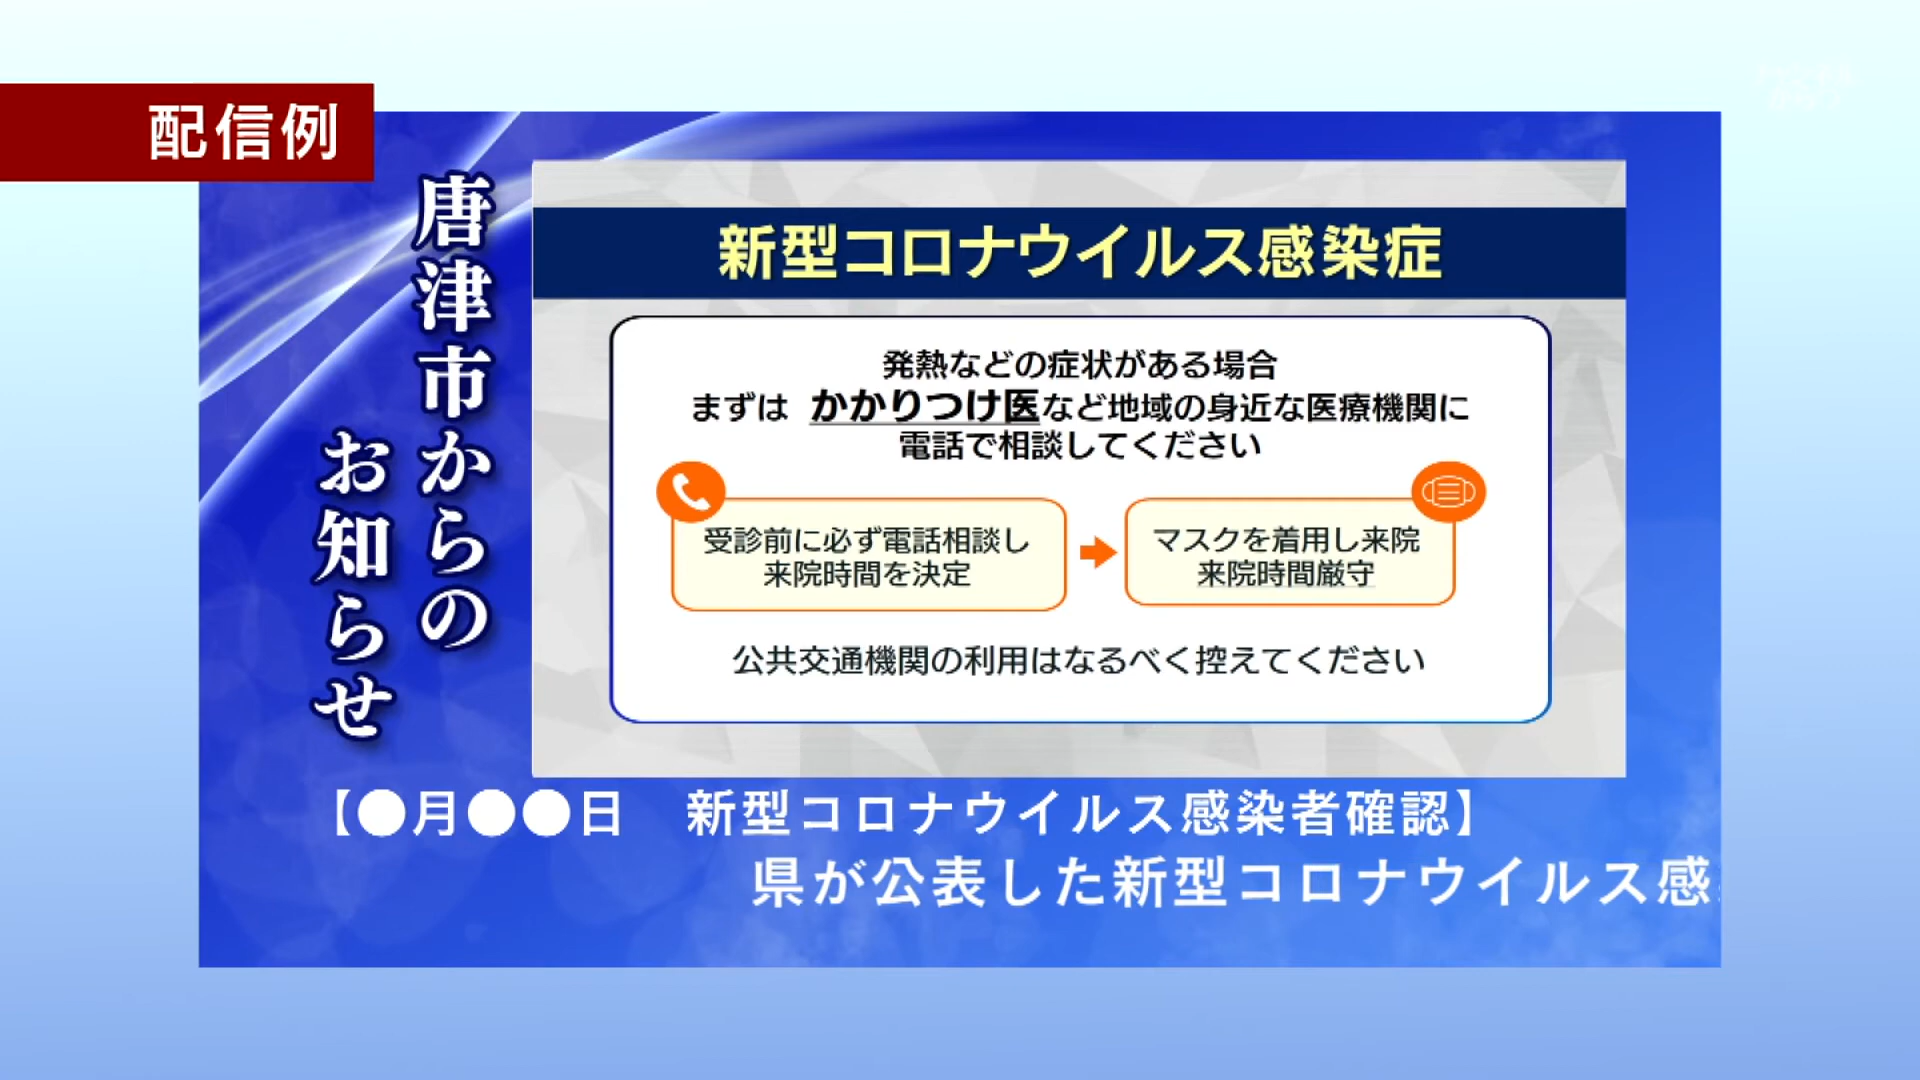 配信例
唐津市からの
お知らせ
新型コロナウイルス感染症
発熱などの症状がある場合
まずは かかりつけ医など地域の身近な医療機関に
電話で相談してください
受診前に必ず電話相談し
来院時間を決定
マスクを着用し来院
来院時間厳守
公共交通機関の利用はなるべく控えてください
【●月●●日　新型コロナウイルス感染者確認】
県が公表した新型コロナウイルス感